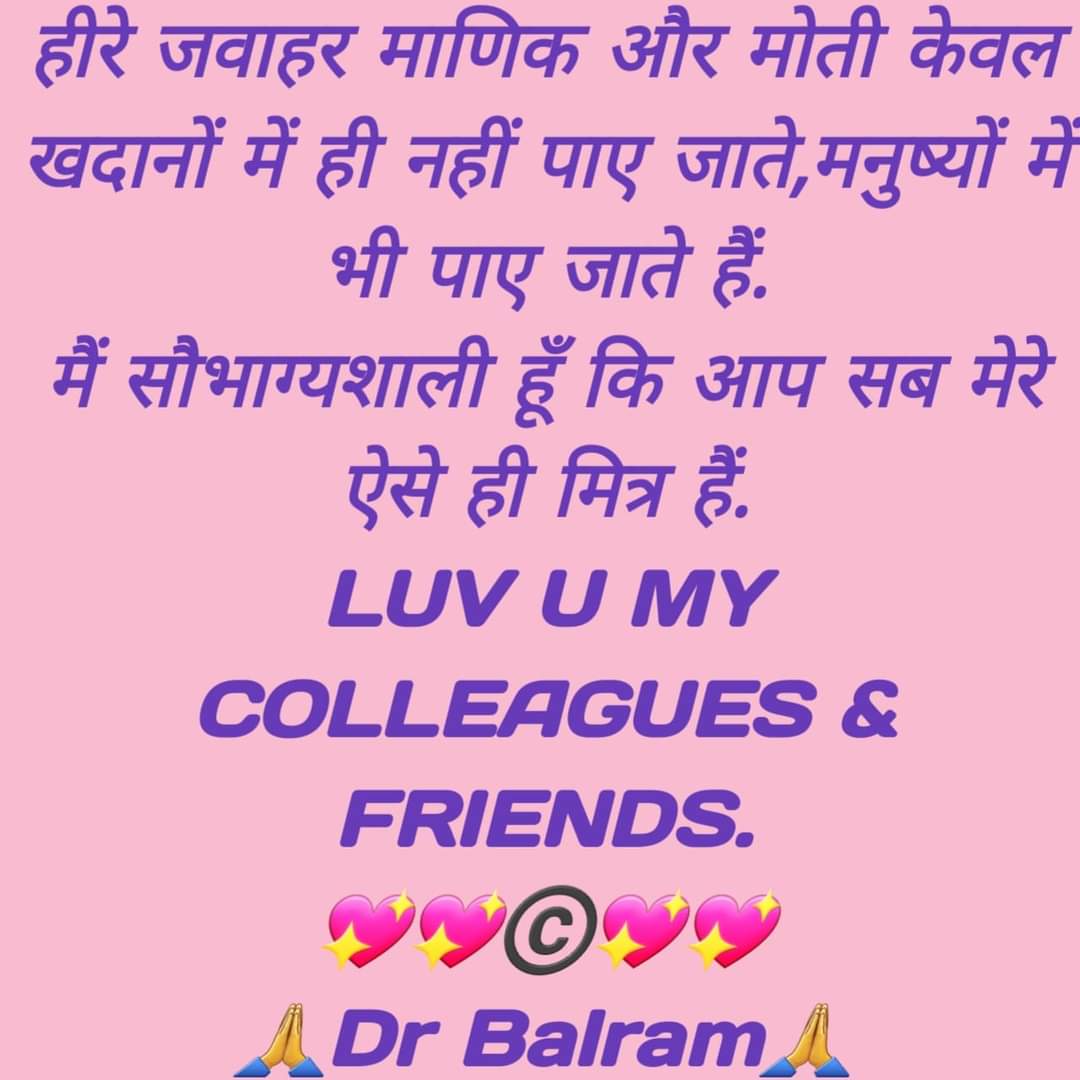 हीरे जवाहर माणिक और मोती केवल
खदानों में ही नहीं पाए जाते,मनुष्यों में
भी पाए जाते हैं.
मैं सौभाग्यशाली हूँ कि आप सब मेरे
ऐसे ही मित्र हैं.
LUV U MY
COLLEAGUES &
FRIENDS.
💖💖©💖💖
🙏Dr Balram🙏